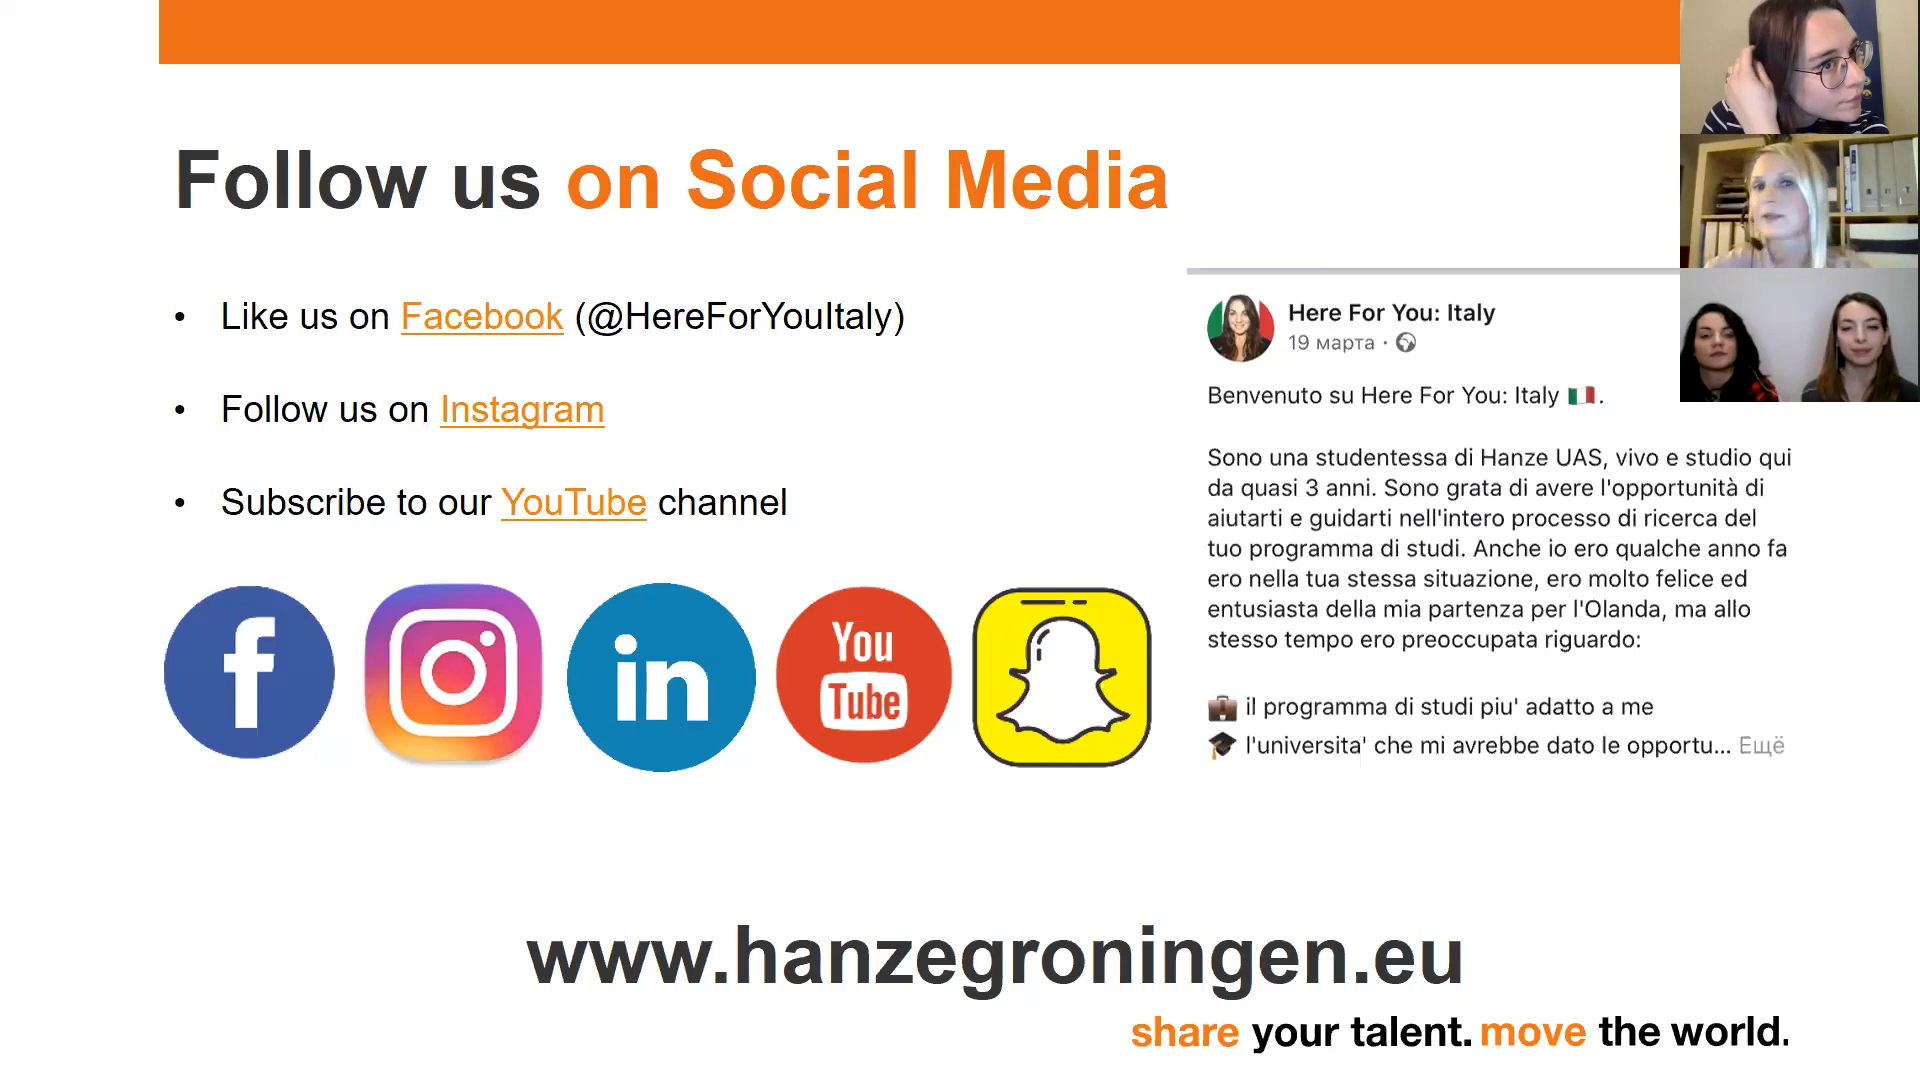 Follow us on Social Media
• Like us on Facebook (@HereForYouItaly)
• Follow us on Instagram
• Subscribe to our YouTube channel
f
in
You
Tube
Here For You: Italy
19 марта ·
Benvenuto su Here For You: Italy 🇮🇹.
Sono una studentessa di Hanze UAS, vivo e studio qui
da quasi 3 anni. Sono grata di avere l'opportunità di
aiutarti e guidarti nell'intero processo di ricerca del
tuo programma di studi. Anche io ero qualche anno fa
ero nella tua stessa situazione, ero molto felice ed
entusiasta della mia partenza per l'Olanda, ma allo
stesso tempo ero preoccupata riguardo:
💼 il programma di studi piu' adatto a me
🎓 l'universita' che mi avrebbe dato le opportu... Ещё
www.hanzegroningen.eu
share your talent. move the world.